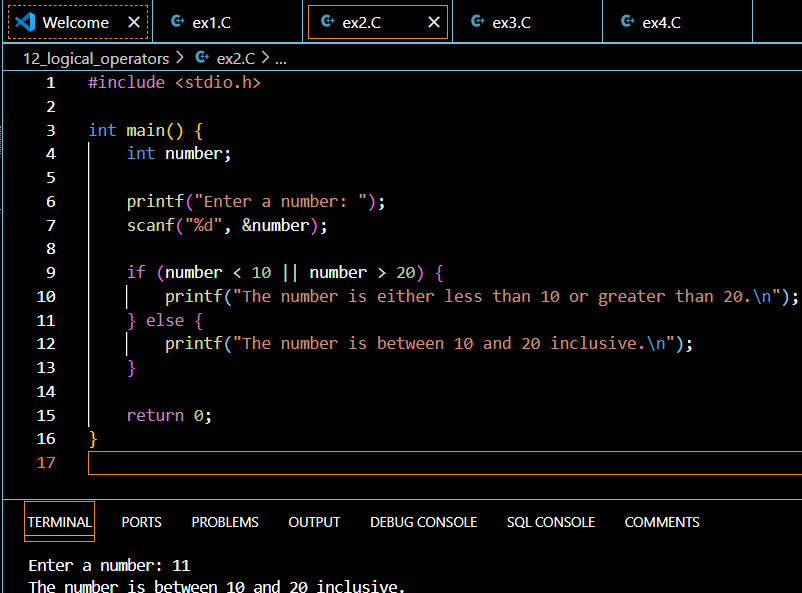 Welcome ex1.C ex2.C ex3.C ex4.C
12_logical_operators > ex2.C > ...
1 #include <stdio.h>
2
3 int main() {
4     int number;
5
6     printf("Enter a number: ");
7     scanf("%d", &number);
8
9     if (number < 10 || number > 20) {
10         printf("The number is either less than 10 or greater than 20.\n");
11     } else {
12         printf("The number is between 10 and 20 inclusive.\n");
13     }
14
15     return 0;
16 }
17
TERMINAL PORTS PROBLEMS OUTPUT DEBUG CONSOLE SQL CONSOLE COMMENTS
Enter a number: 11
The number is between 10 and 20 inclusive.